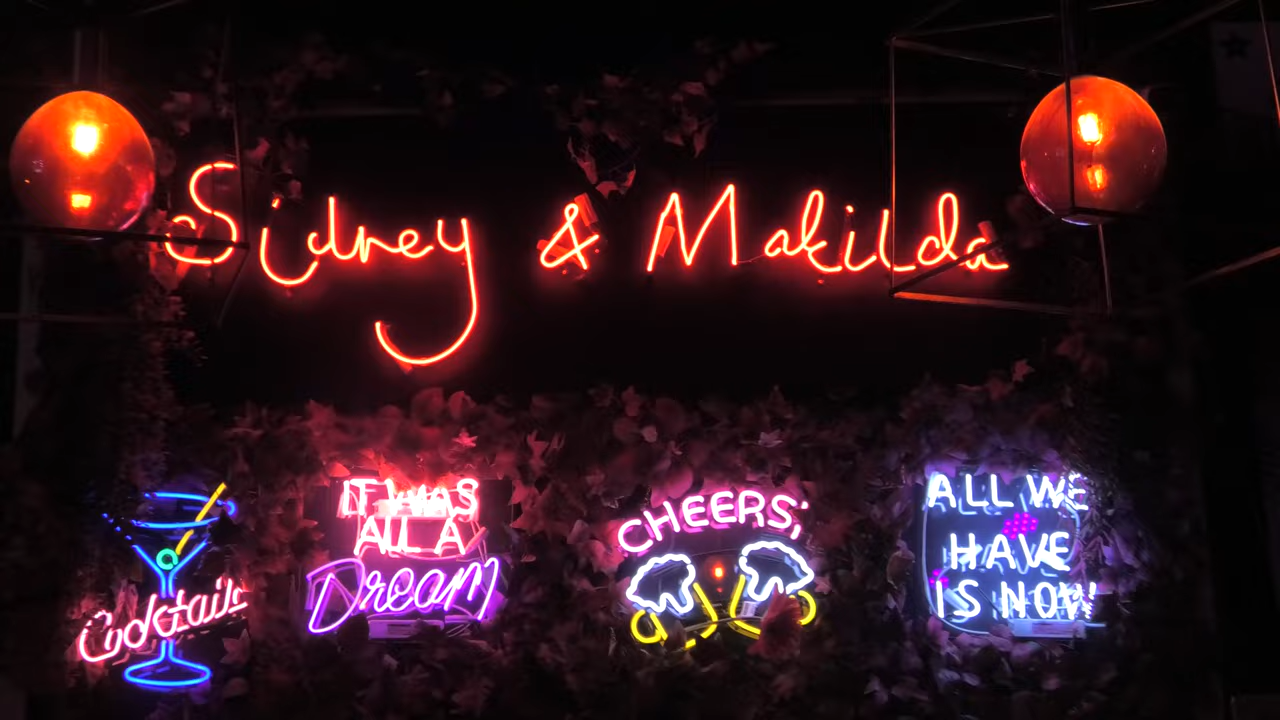 Sidney & Matilda
Cocktails
IT WAS
ALL A
Dream
CHEERS,
ALL WE
HAVE
IS NOW